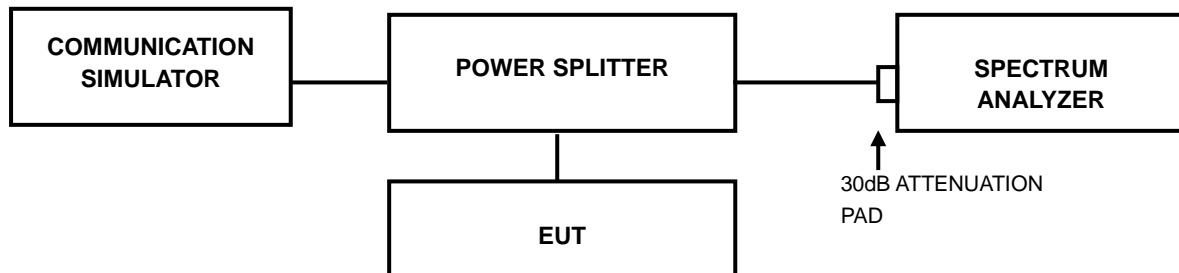 COMMUNICATION
SIMULATOR
POWER SPLITTER
SPECTRUM
ANALYZER
30dB ATTENUATION
PAD
EUT